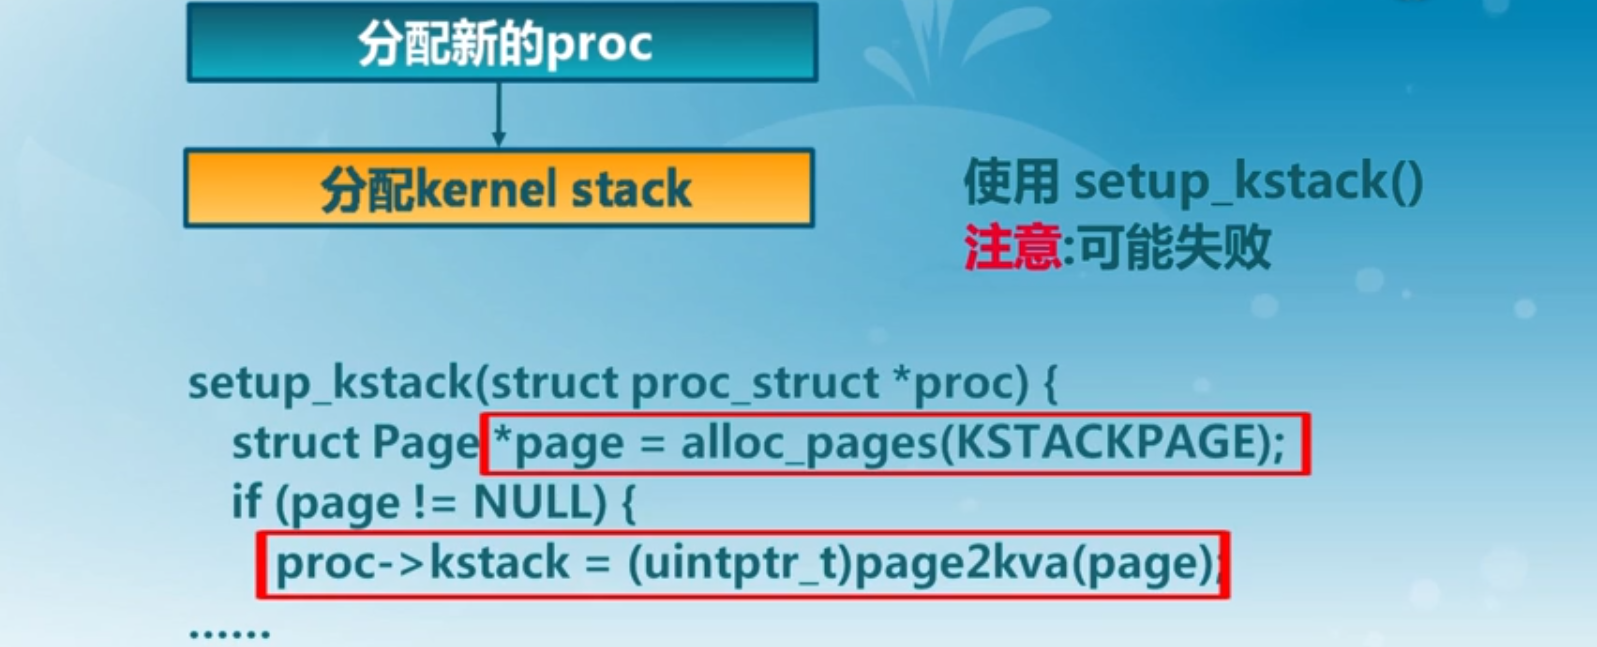 分配新的proc
分配kernel stack
使用 setup_kstack()
注意:可能失败
setup_kstack(struct proc_struct *proc) {
struct Page *page = alloc_pages(KSTACKPAGE);
if (page != NULL) {
proc->kstack = (uintptr_t)page2kva(page);
......